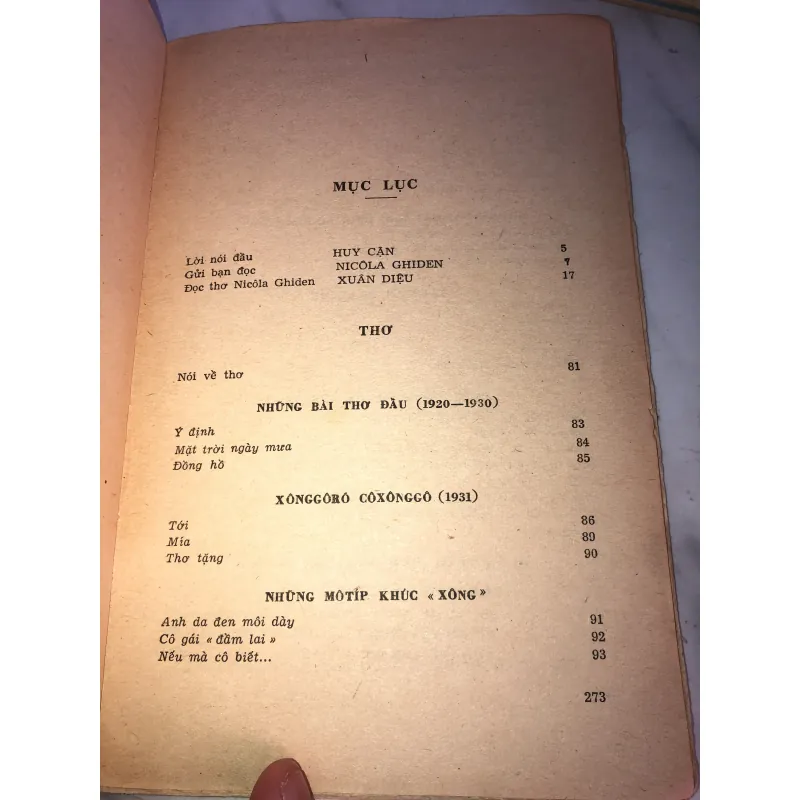 MỤC LỤC
Lời nói đầu HUY CẬN 5
Gửi bạn đọc NICÔLA GHIDEN 7
Đọc thơ Nicôla Ghiden XUÂN DIỆU 17
THƠ
Nói về thơ 81
NHỮNG BÀI THƠ ĐẦU (1920—1930)
Ý định 83
Mặt trời ngày mưa 84
Đồng hồ 85
XÔNGGÔRÓ CÔXÔNGGÔ (1931)
Tới 86
Mía 89
Thơ tặng 90
NHỮNG MÔTÍP KHÚC « XÔNG »
Anh da đen môi dày 91
Cô gái « đầm lai » 92
Nếu mà cô biết... 93
273